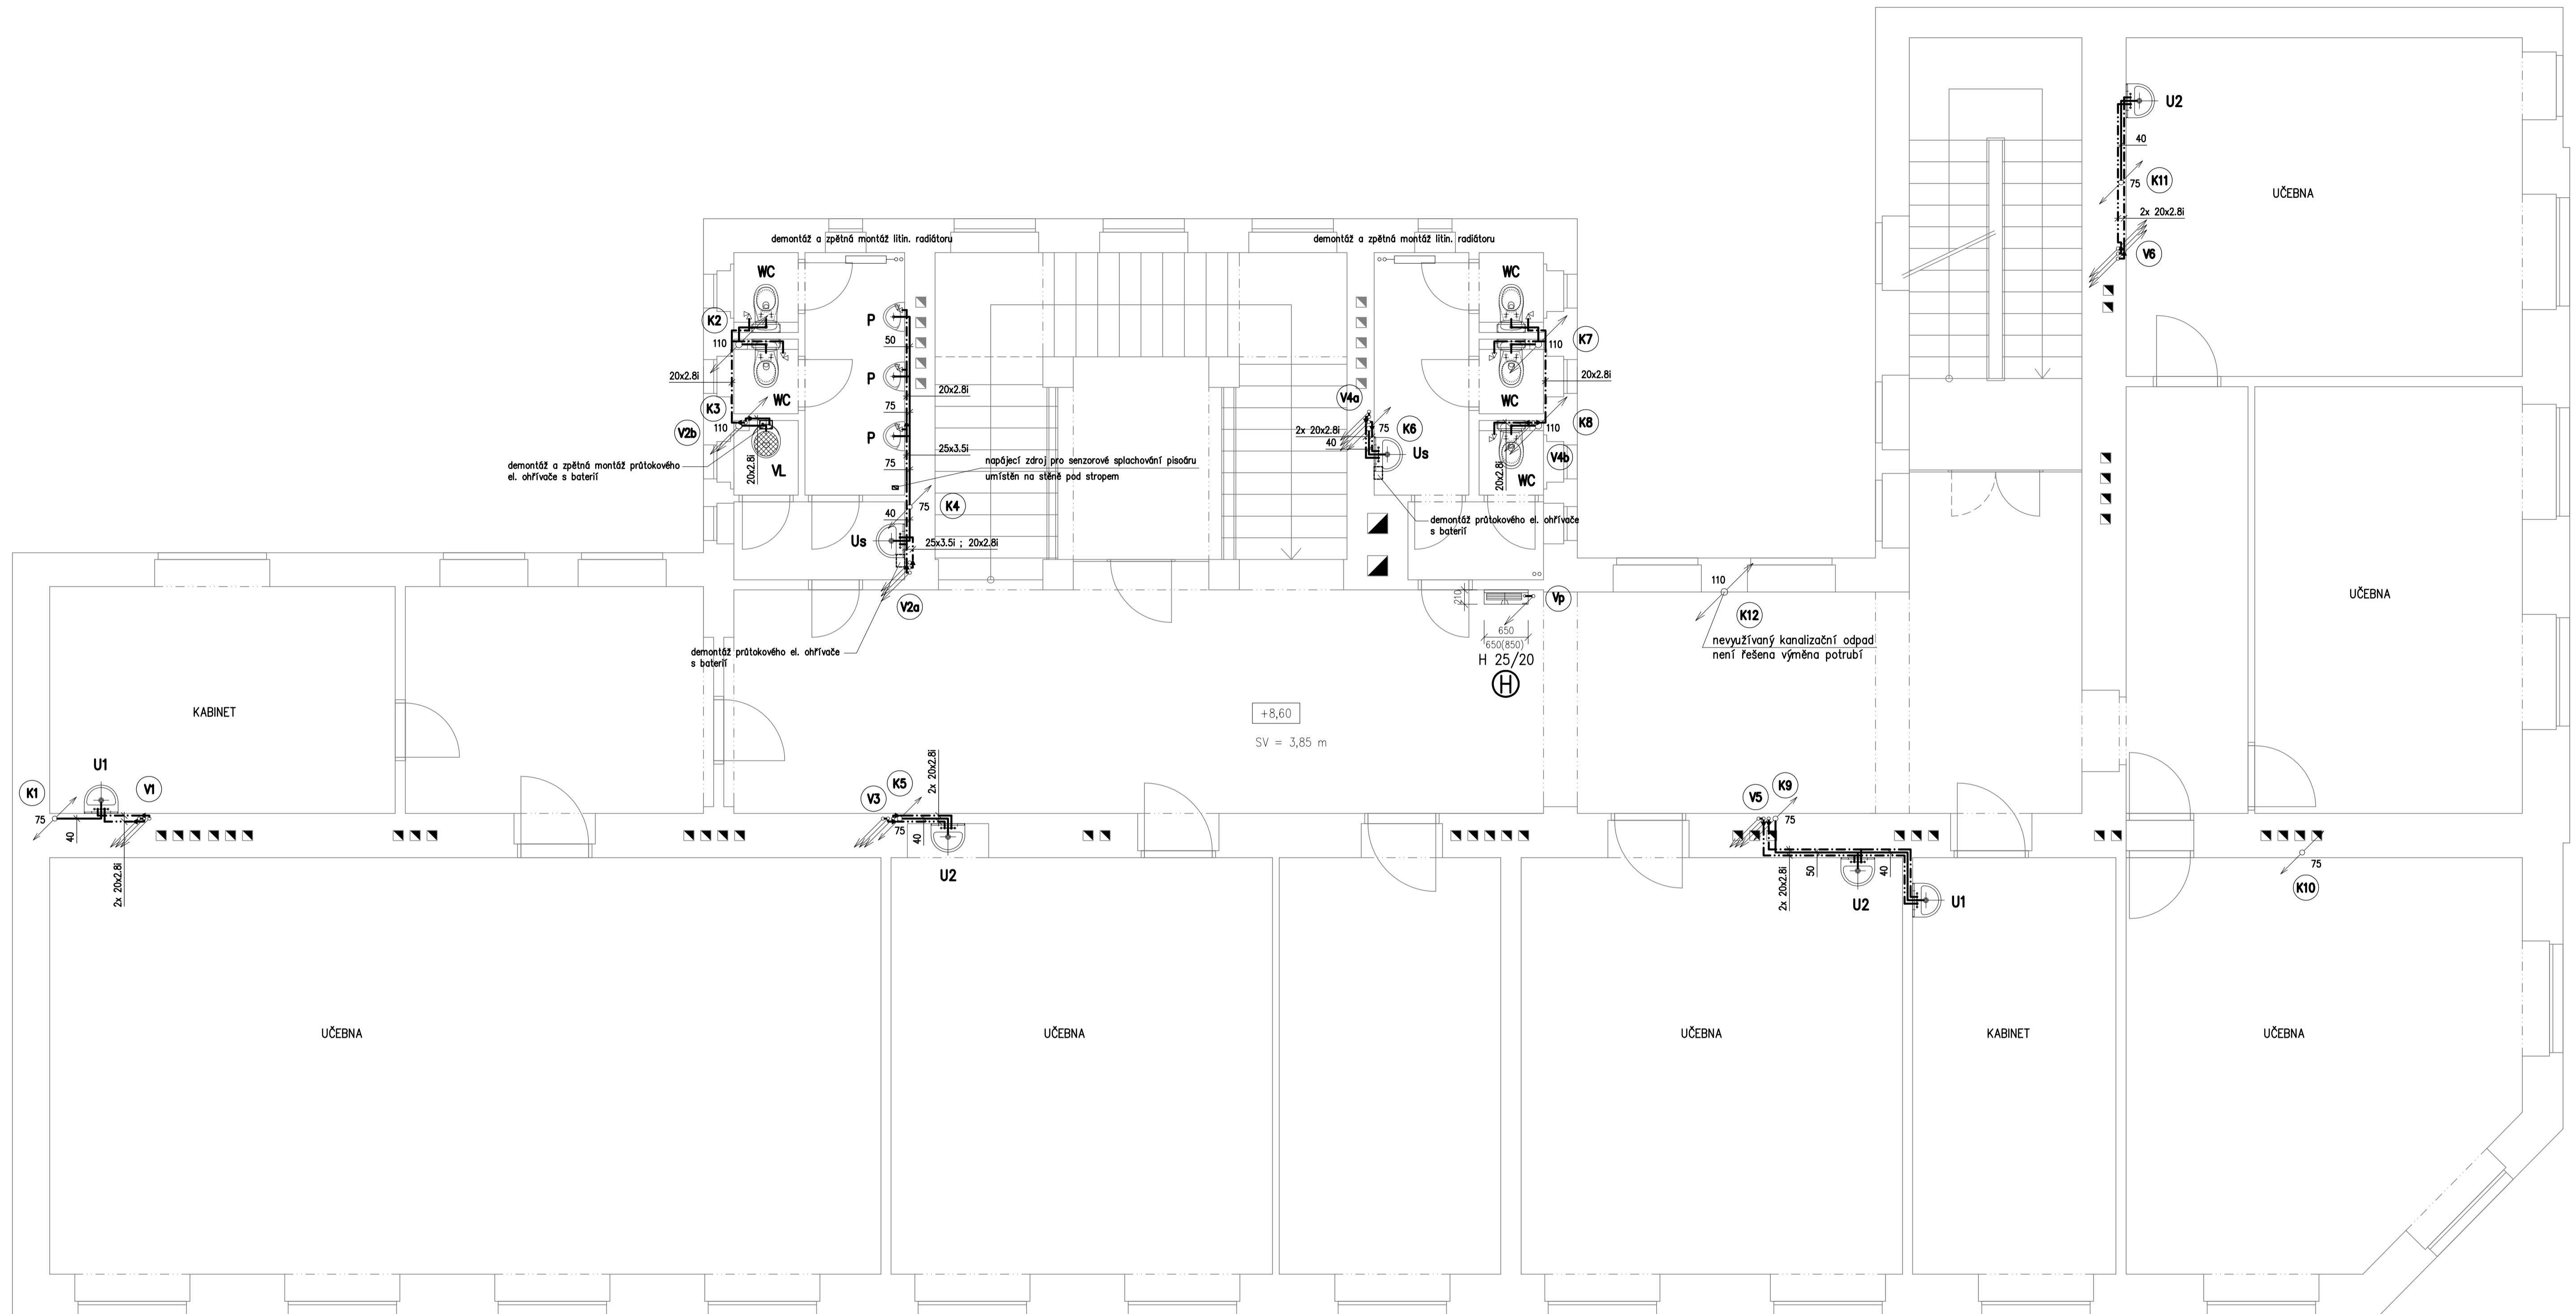 U2
40
K11
75
UČEBNA
2x 20x2.8i
V6
demontáž a zpětná montáž litin. radiátoru
demontáž a zpětná montáž litin. radiátoru
WC
WC
K2
P
110
50
K7
110
20x2.8i
P
20x2.8i
20x2.8i
WC
WC
K3
75
V4a
K6
K8
V2b
110
P
2x 20x2.8i
75
110
40
25x3.5i
Us
V4b
demontáž a zpětná montáž průtokového
el. ohřívače s baterií
20x2.8i
VL
75
napájecí zdroj pro senzorové splachování pisoáru
umístěn na stěně pod stropem
20x2.8i
WC
K4
75
40
demontáž průtokového el. ohřívače
s baterií
Us
25x3.5i ; 20x2.8i
V2a
110
K12
210
Vp
650
650(850)
H 25/20
H
nevyužívaný kanalizační odpad
není řešena výměna potrubí
UČEBNA
demontáž průtokového el. ohřívače
s baterií
KABINET
+8,60
SV = 3,85 m
U1
K1
V1
75
40
2x 20x2.8i
2x 20x2.8i
V3
K5
75
40
U2
V5
K9
75
2x 20x2.8i
50
40
U2
U1
75
K10
UČEBNA
UČEBNA
UČEBNA
KABINET
UČEBNA